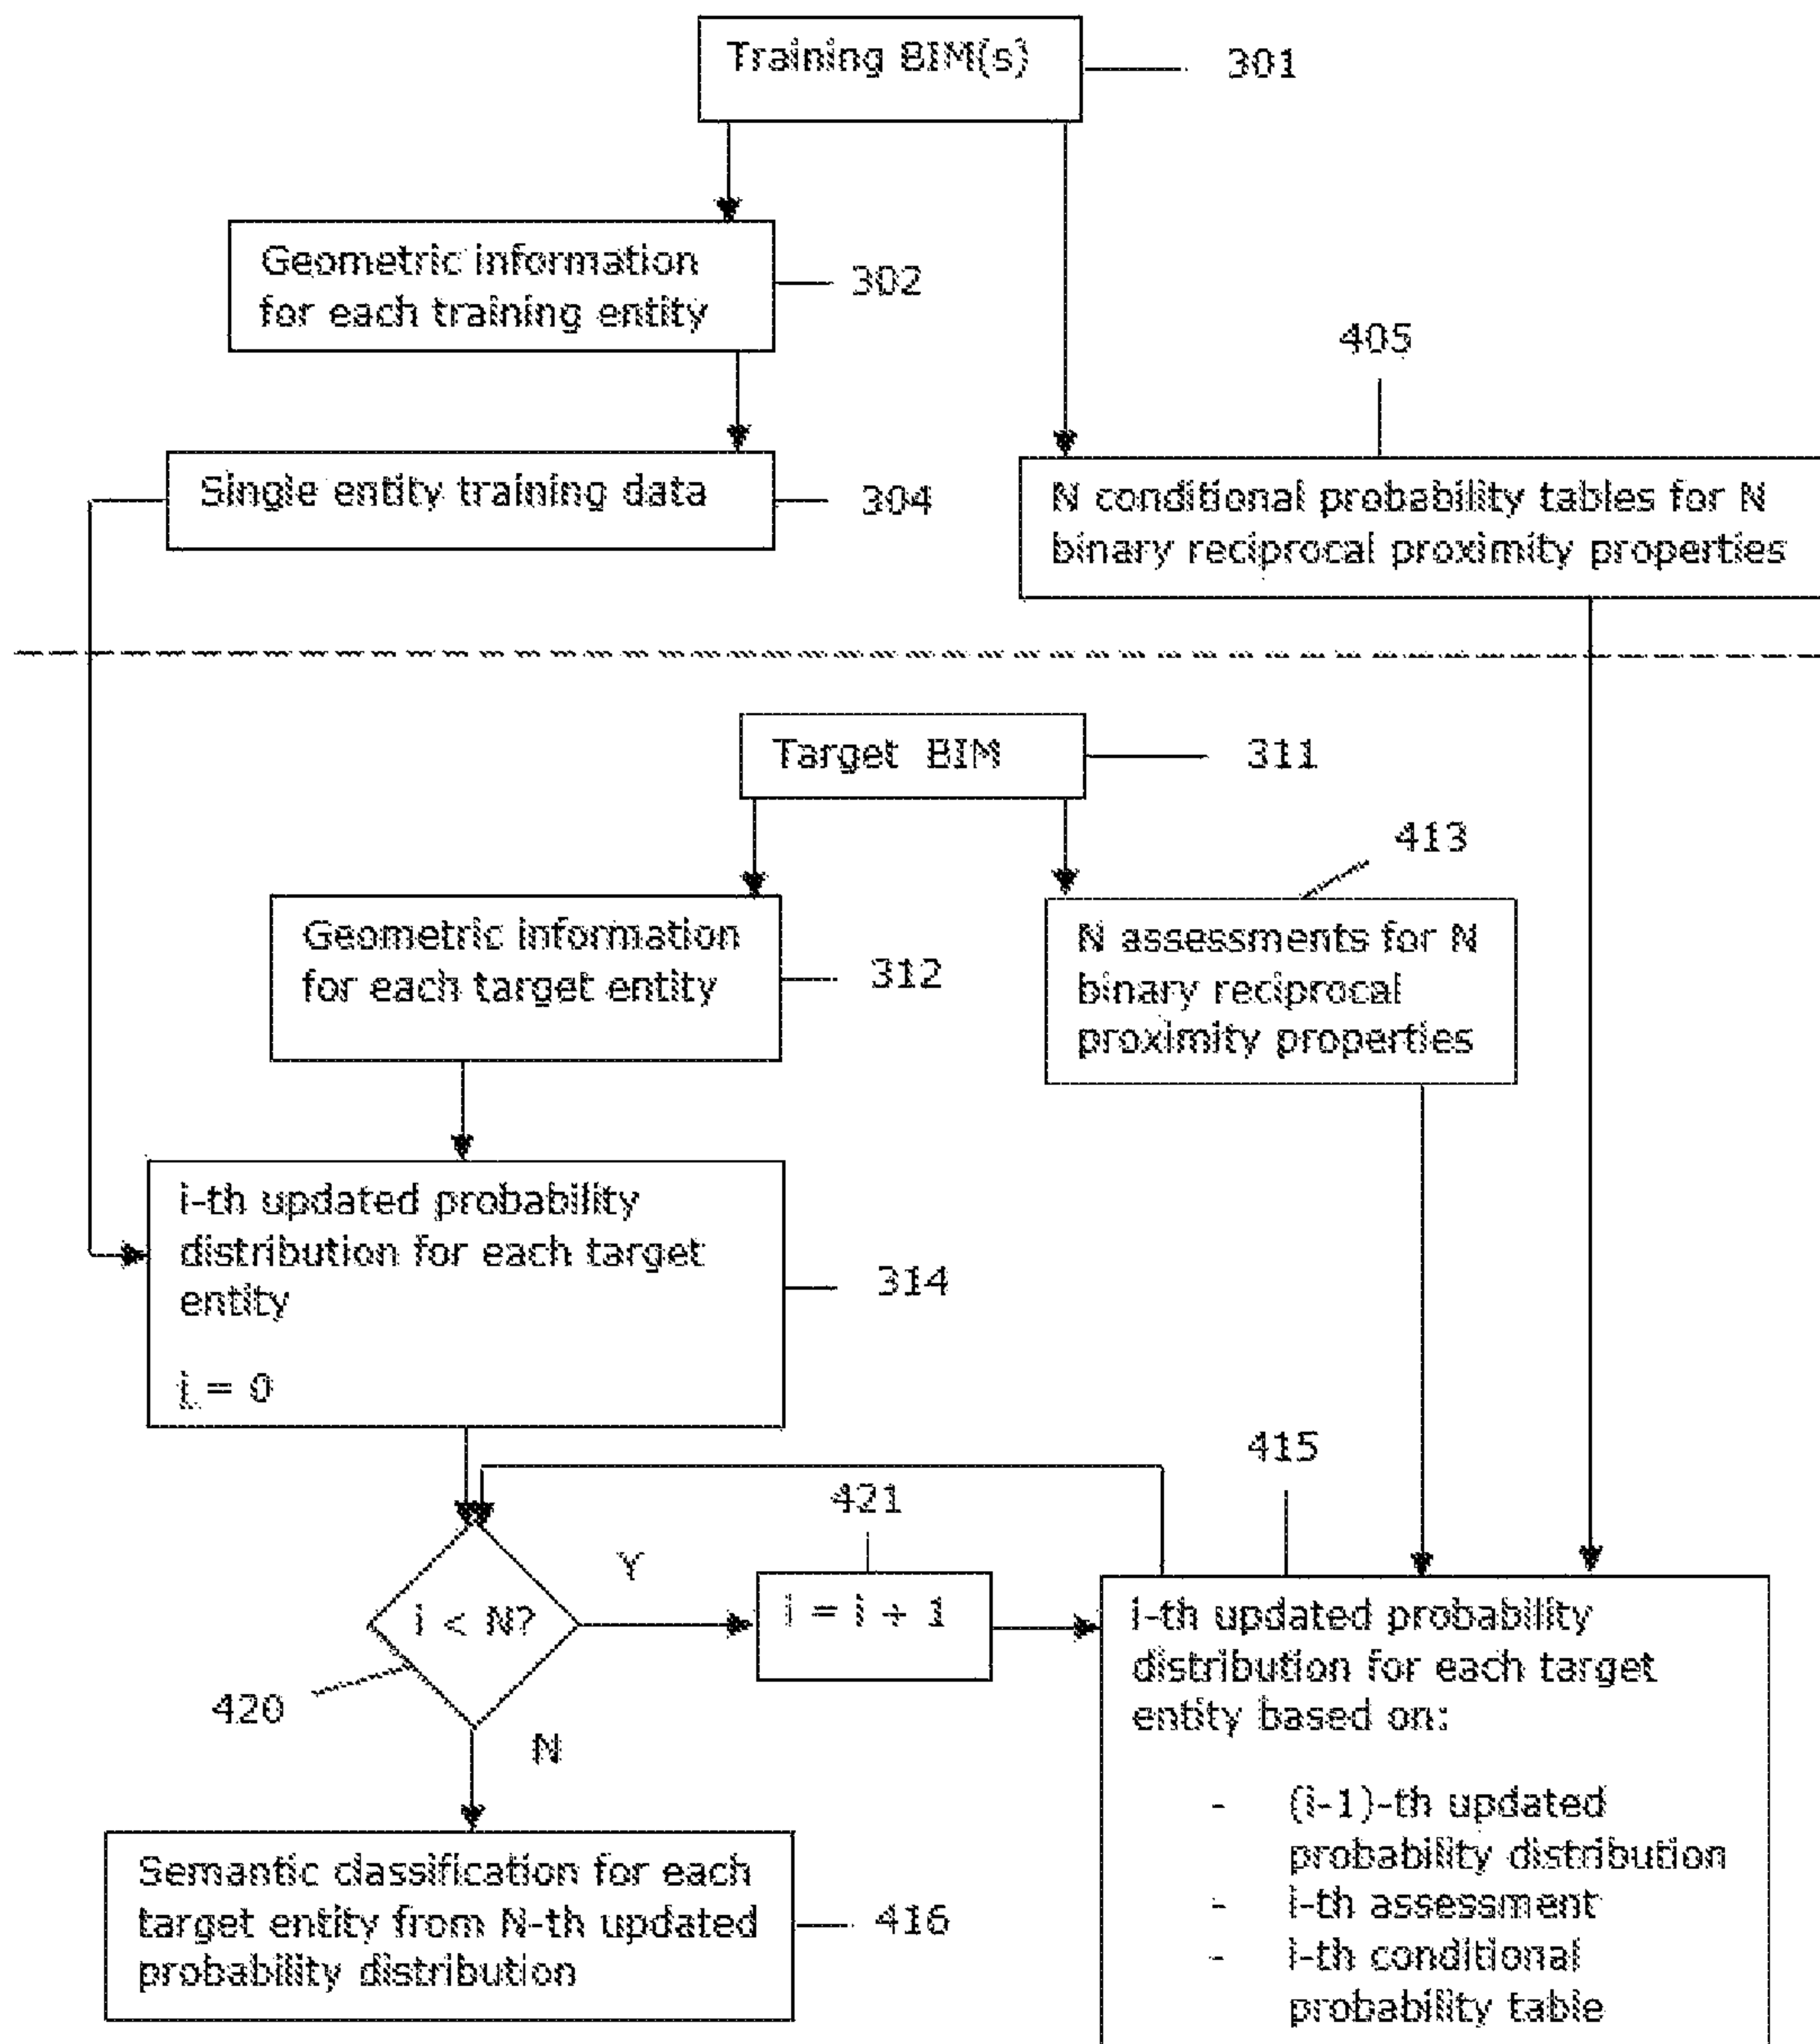 Training BIM(s)
301
Geometric information
for each training entity
302
405
Single entity training data
304
N conditional probability tables for N
binary reciprocal proximity properties
Target BIM
311
413
Geometric information
for each target entity
312
N assessments for N
binary reciprocal
proximity properties
i-th updated probability
distribution for each target
entity
i = 0
314
415
421
Y
i < N?
i = i + 1
420
N
i-th updated probability
distribution for each target
entity based on:
- (i-1)-th updated
probability distribution
- i-th assessment
- i-th conditional
probability table
Semantic classification for each
target entity from N-th updated
probability distribution
416